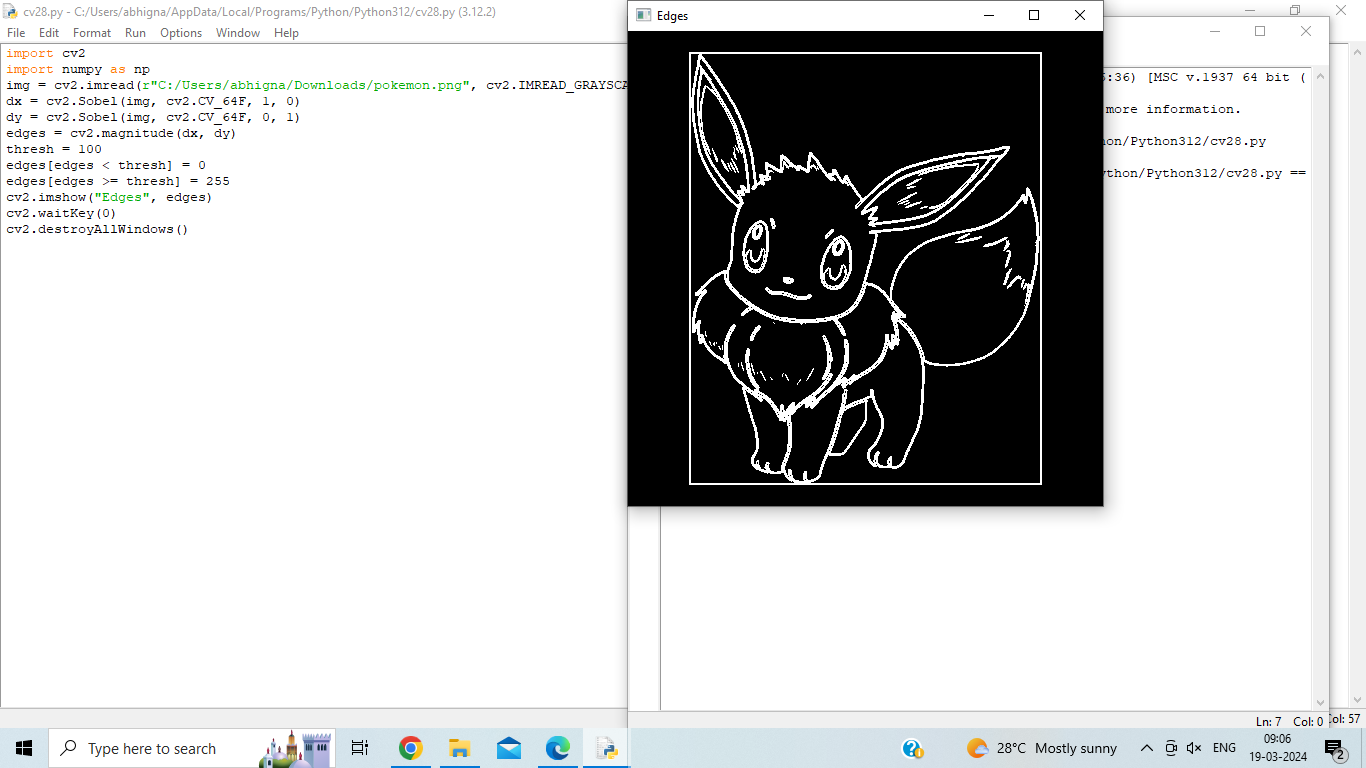 cv28.py - C:/Users/abhigna/AppData/Local/Programs/Python/Python312/cv28.py (3.12.2)
File Edit Format Run Options Window Help
import cv2
import numpy as np
img = cv2.imread(r"C:/Users/abhigna/Downloads/pokemon.png", cv2.IMREAD_GRAYSCA
dx = cv2.Sobel(img, cv2.CV_64F, 1, 0)
dy = cv2.Sobel(img, cv2.CV_64F, 0, 1)
edges = cv2.magnitude(dx, dy)
thresh = 100
edges[edges < thresh] = 0
edges[edges >= thresh] = 255
cv2.imshow("Edges", edges)
cv2.waitKey(0)
cv2.destroyAllWindows()
Edges
:36) [MSC v.1937 64 bit (
more information.
on/Python312/cv28.py
ython/Python312/cv28.py ==
Ln: 7 Col: 0
Col: 57
Type here to search
28°C Mostly sunny
ENG
09:06
19-03-2024
2